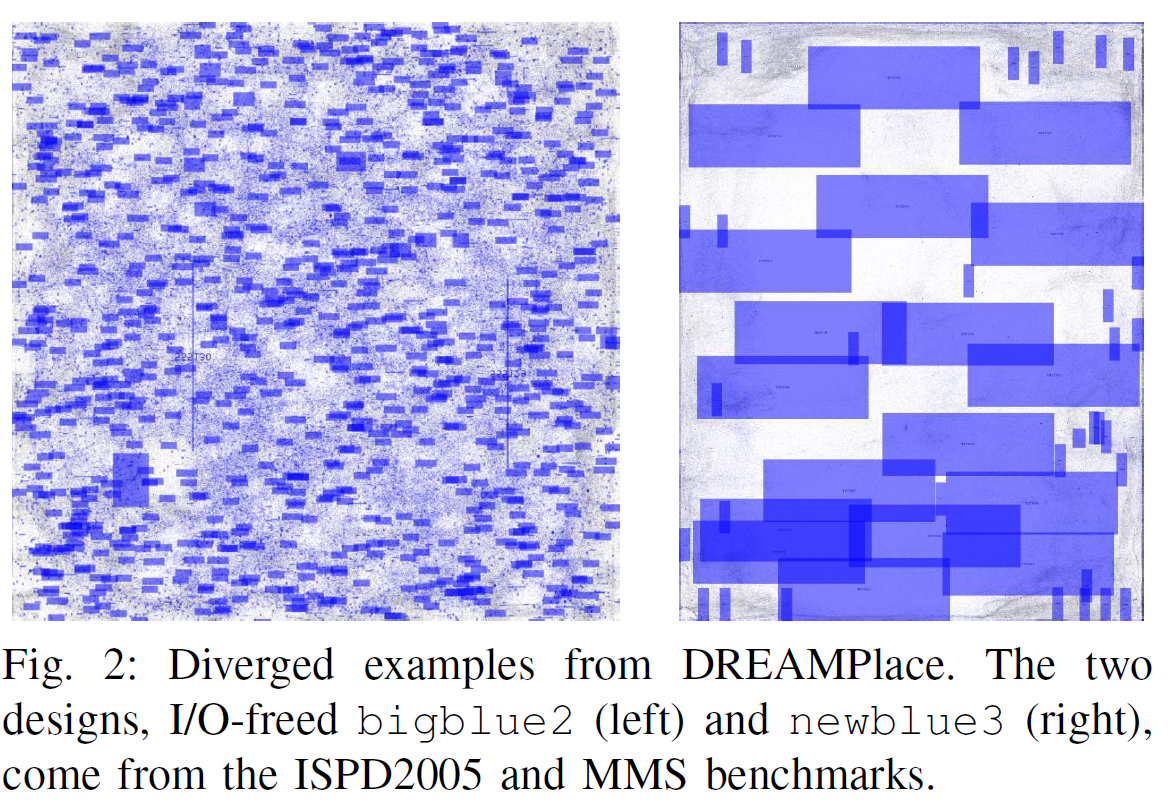 Fig. 2: Diverged examples from DREAMPlace. The two
designs, I/O-freed bigblue2 (left) and newblue3 (right),
come from the ISPD2005 and MMS benchmarks.